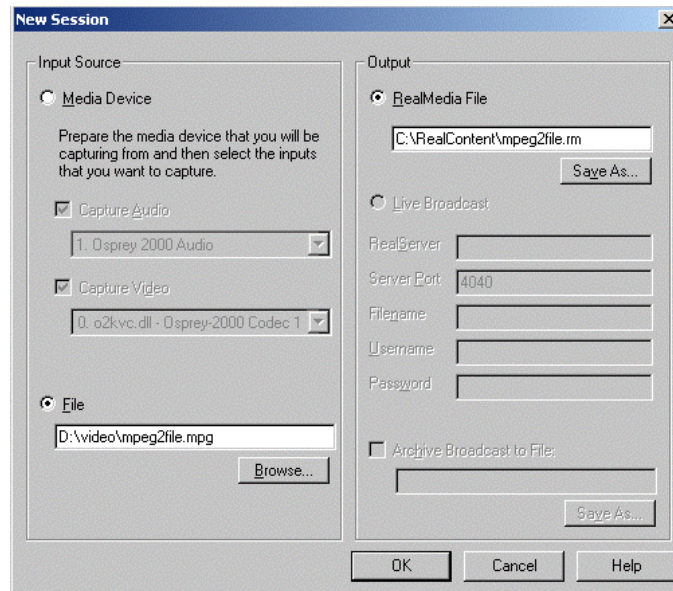 New Session
Input Source
Media Device
Prepare the media device that you will be
capturing from and then select the inputs
that you want to capture.
Capture Audio
1. Osprey 2000 Audio
Capture Video
0. o2kvc.dll - Osprey-2000 Codec 1
File
D:\video\mpeg2file.mpg
Browse...
Output
RealMedia File
C:\RealContent\mpeg2file.rm
Save As...
Live Broadcast
RealServer
Server Port 4040
Filename
Username
Password
Archive Broadcast to File:
Save As...
OK Cancel Help